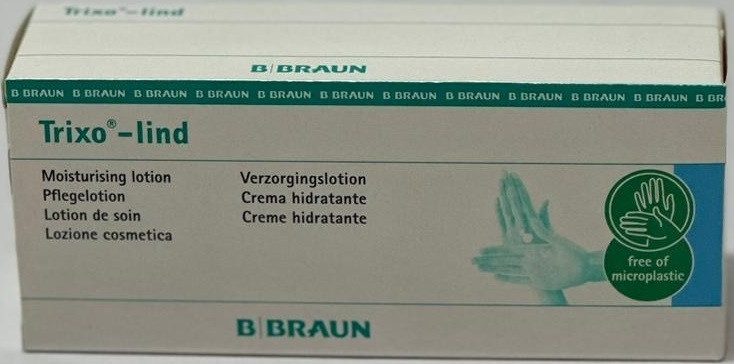 Trixo®-lind
B|BRAUN
B BRAUN B BRAUN B BRAUN B BRAUN B BRAUN B BRAUN B BRAUN B BRAUN B BRAUN B BRAUN B BRAUN B BR
Trixo®-lind
Moisturising lotion
Pflegelotion
Lotion de soin
Lozione cosmetica
Verzorgingslotion
Crema hidratante
Creme hidratante
free of
microplastic
B|BRAUN